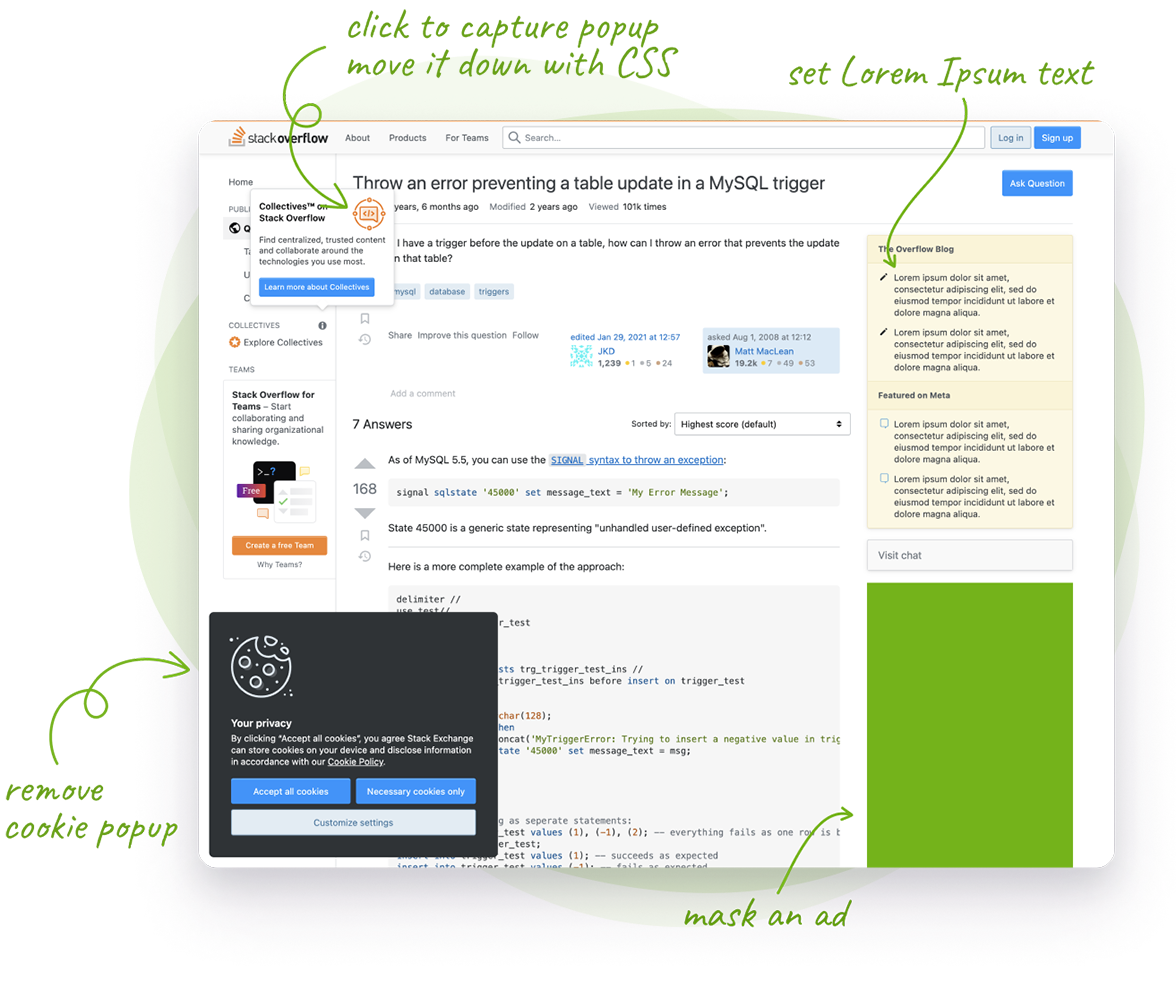 click to capture popup
move it down with CSS
set Lorem Ipsum text
stackoverflow
About Products For Teams Search... Log in Sign up
Home
PUBLI
Q
Ta
U
C
Collectives™ on
Stack Overflow
Find centralized, trusted content
and collaborate around the
technologies you use most.
Learn more about Collectives
COLLECTIVES
Explore Collectives
TEAMS
Stack Overflow for
Teams – Start
collaborating and
sharing organizational
knowledge.
>_?
Free
Create a free Team
Why Teams?
Throw an error preventing a table update in a MySQL trigger
Ask Question
years, 6 months ago Modified 2 years ago Viewed 101k times
I have a trigger before the update on a table, how can I throw an error that prevents the update
n that table?
mysql database triggers
Share Improve this question Follow
edited Jan 29, 2021 at 12:57
JKD
1,239 1 5 24
asked Aug 1, 2008 at 12:12
Matt MacLean
19.2k 7 49 53
Add a comment
7 Answers
Sorted by: Highest score (default)
168
As of MySQL 5.5, you can use the SIGNAL syntax to throw an exception:
signal sqlstate '45000' set message_text = 'My Error Message';
State 45000 is a generic state representing "unhandled user-defined exception".
Here is a more complete example of the approach:
delimiter //
use test//
r_test
sts trg_trigger_test_ins //
trigger_test_ins before insert on trigger_test
char(128);
hen
oncat('MyTriggerError: Trying to insert a negative value in trig
tate '45000' set message_text = msg;
g as seperate statements:
_test values (1), (-1), (2); -- everything fails as one row is b
er_test;
insert into trigger_test values (1); -- succeeds as expected
insert into trigger_test values (-1); -- fails as expected
The Overflow Blog
Lorem ipsum dolor sit amet,
consectetur adipiscing elit, sed do
eiusmod tempor incididunt ut labore et
dolore magna aliqua.
Lorem ipsum dolor sit amet,
consectetur adipiscing elit, sed do
eiusmod tempor incididunt ut labore et
dolore magna aliqua.
Featured on Meta
Lorem ipsum dolor sit amet,
consectetur adipiscing elit, sed do
eiusmod tempor incididunt ut labore et
dolore magna aliqua.
Lorem ipsum dolor sit amet,
consectetur adipiscing elit, sed do
eiusmod tempor incididunt ut labore et
dolore magna aliqua.
Visit chat
Your privacy
By clicking “Accept all cookies”, you agree Stack Exchange
can store cookies on your device and disclose information
in accordance with our Cookie Policy.
Accept all cookies Necessary cookies only
Customize settings
remove
cookie popup
mask an ad